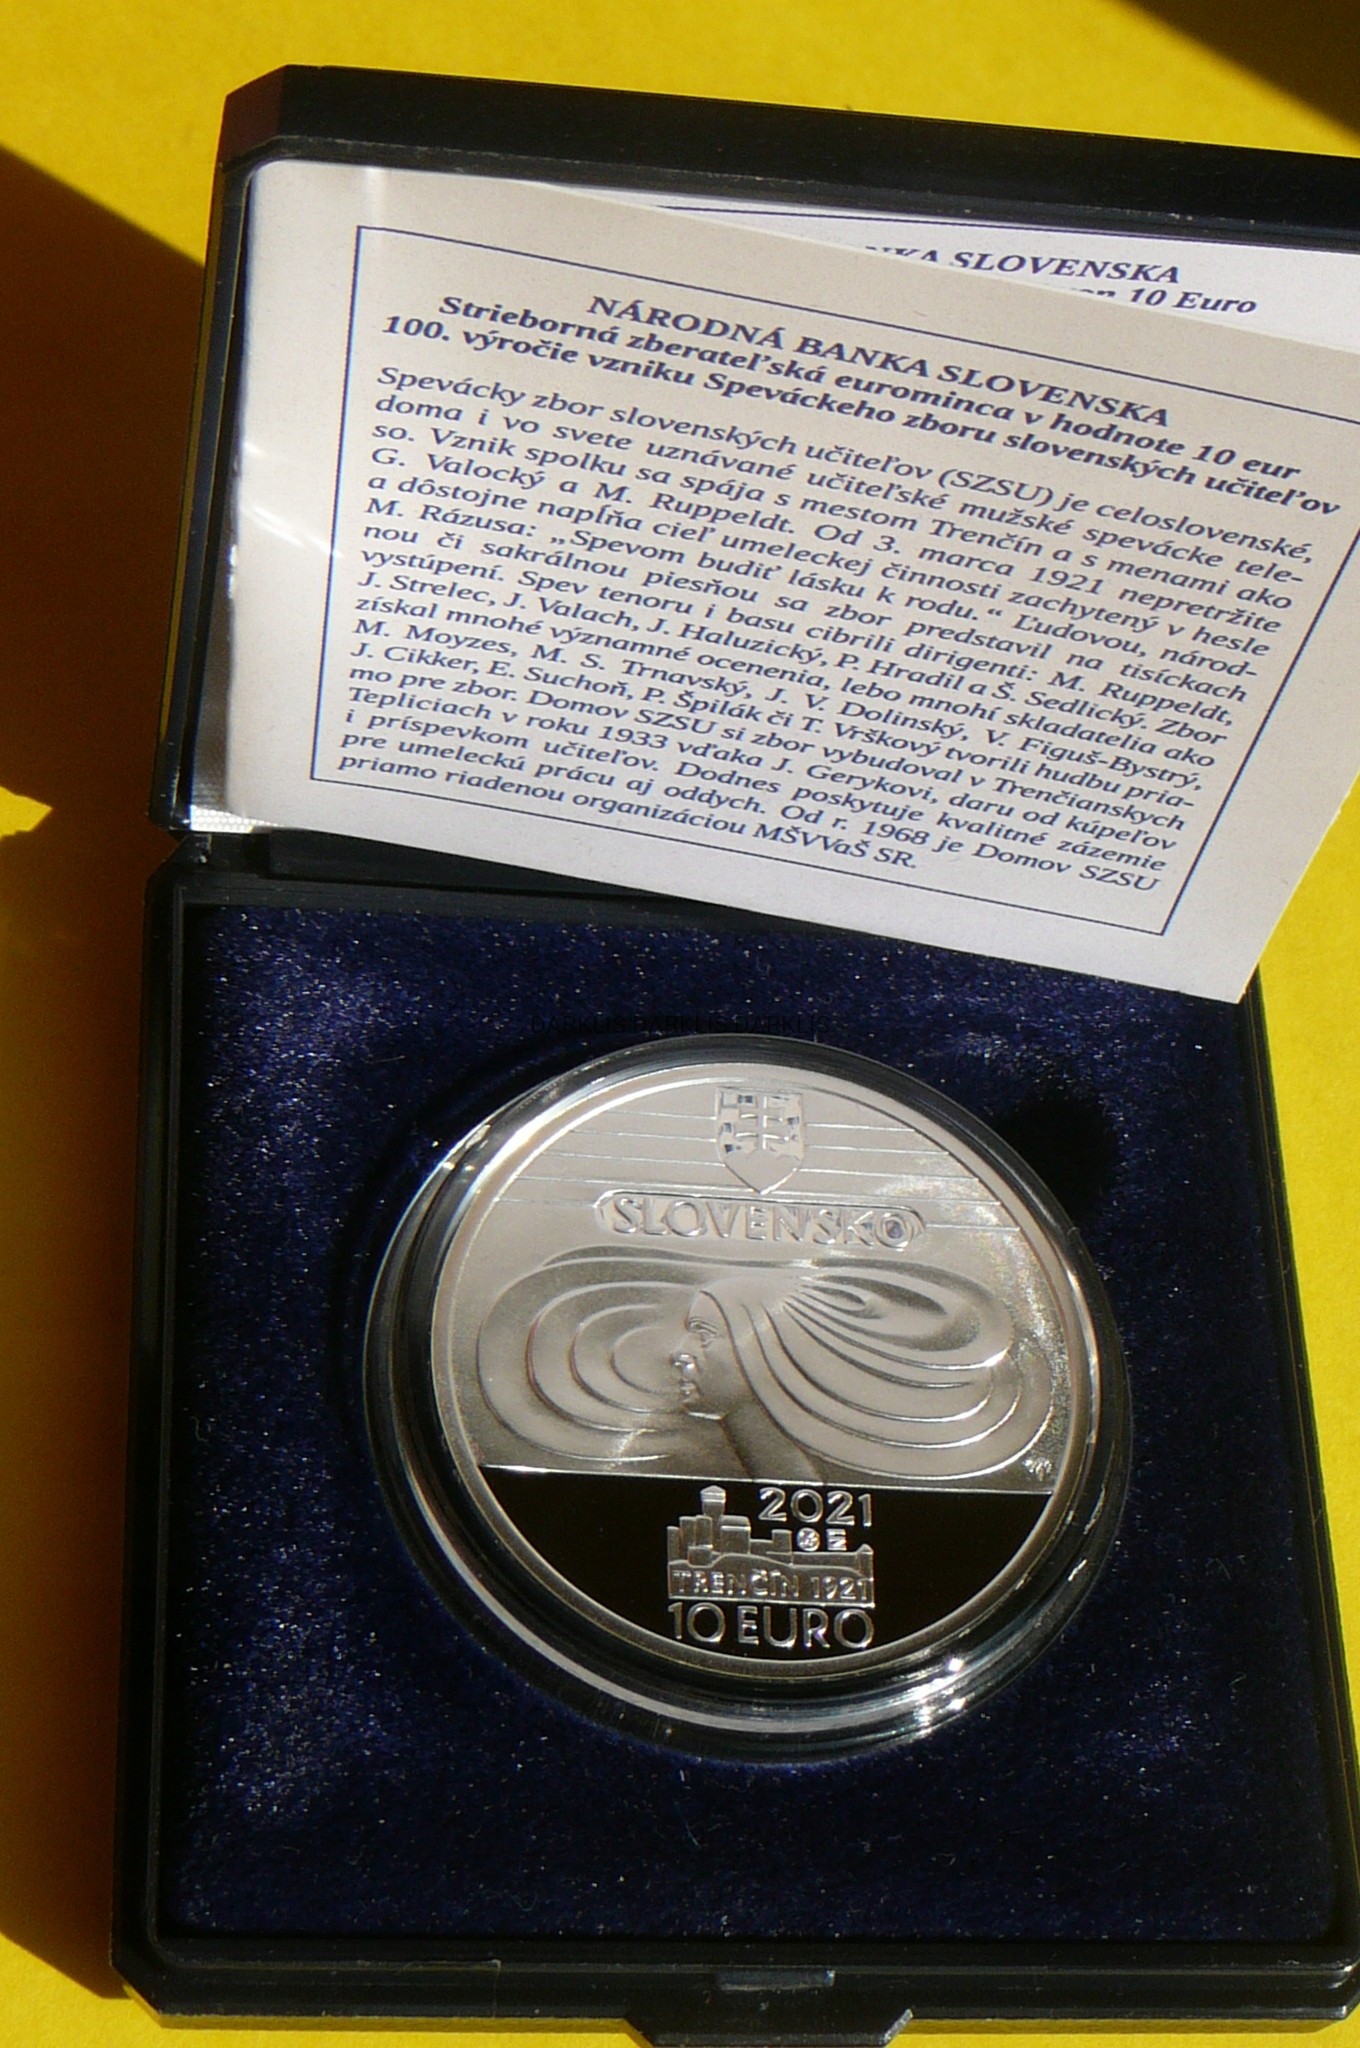 NKA SLOVENSKA
10 Euro
NÁRODNÁ BANKA SLOVENSKA
Strieborná zberateľská eurominca v hodnote 10 eur
100. výročie vzniku Speváckeho zboru slovenských učiteľov
Spevácky zbor slovenských učiteľov (SZSU) je celoslovenské,
doma i vo svete uznávané učiteľské mužské spevácke tele-
so. Vznik spolku sa spája s mestom Trenčín a s menami ako
G. Valocký a M. Ruppeldt. Od 3. marca 1921 nepretržite
a dôstojne napĺňa cieľ umeleckej činnosti zachytený v hesle
M. Rázusa: „Spevom budiť lásku k rodu.“ Ľudovou, národ-
nou či sakrálnou piesňou sa zbor predstavil na tisíckach
vystúpení. Spev tenoru i basu cibrili dirigenti: M. Ruppeldt,
J. Strelec, J. Valach, J. Haluzický, P. Hradil a Š. Sedlický. Zbor
získal mnohé významné ocenenia, lebo mnohí skladatelia ako
M. Moyzes, M. S. Trnavský, J. V. Dolinský, V. Figuš-Bystrý,
J. Cikker, E. Suchoň, P. Špilák či T. Vrškový tvorili hudbu pria-
mo pre zbor. Domov SZSU si zbor vybudoval v Trenčianskych
Tepliciach v roku 1933 vďaka J. Gerykovi, daru od kúpeľov
i príspevkom učiteľov. Dodnes poskytuje kvalitné zázemie
pre umeleckú prácu aj oddych. Od r. 1968 je Domov SZSU
priamo riadenou organizáciou MŠVVaŠ SR.
DARKLIS DARKLIS DARKLIS
SLOVENSKO
2021
TRENČÍN 1921
10 EURO